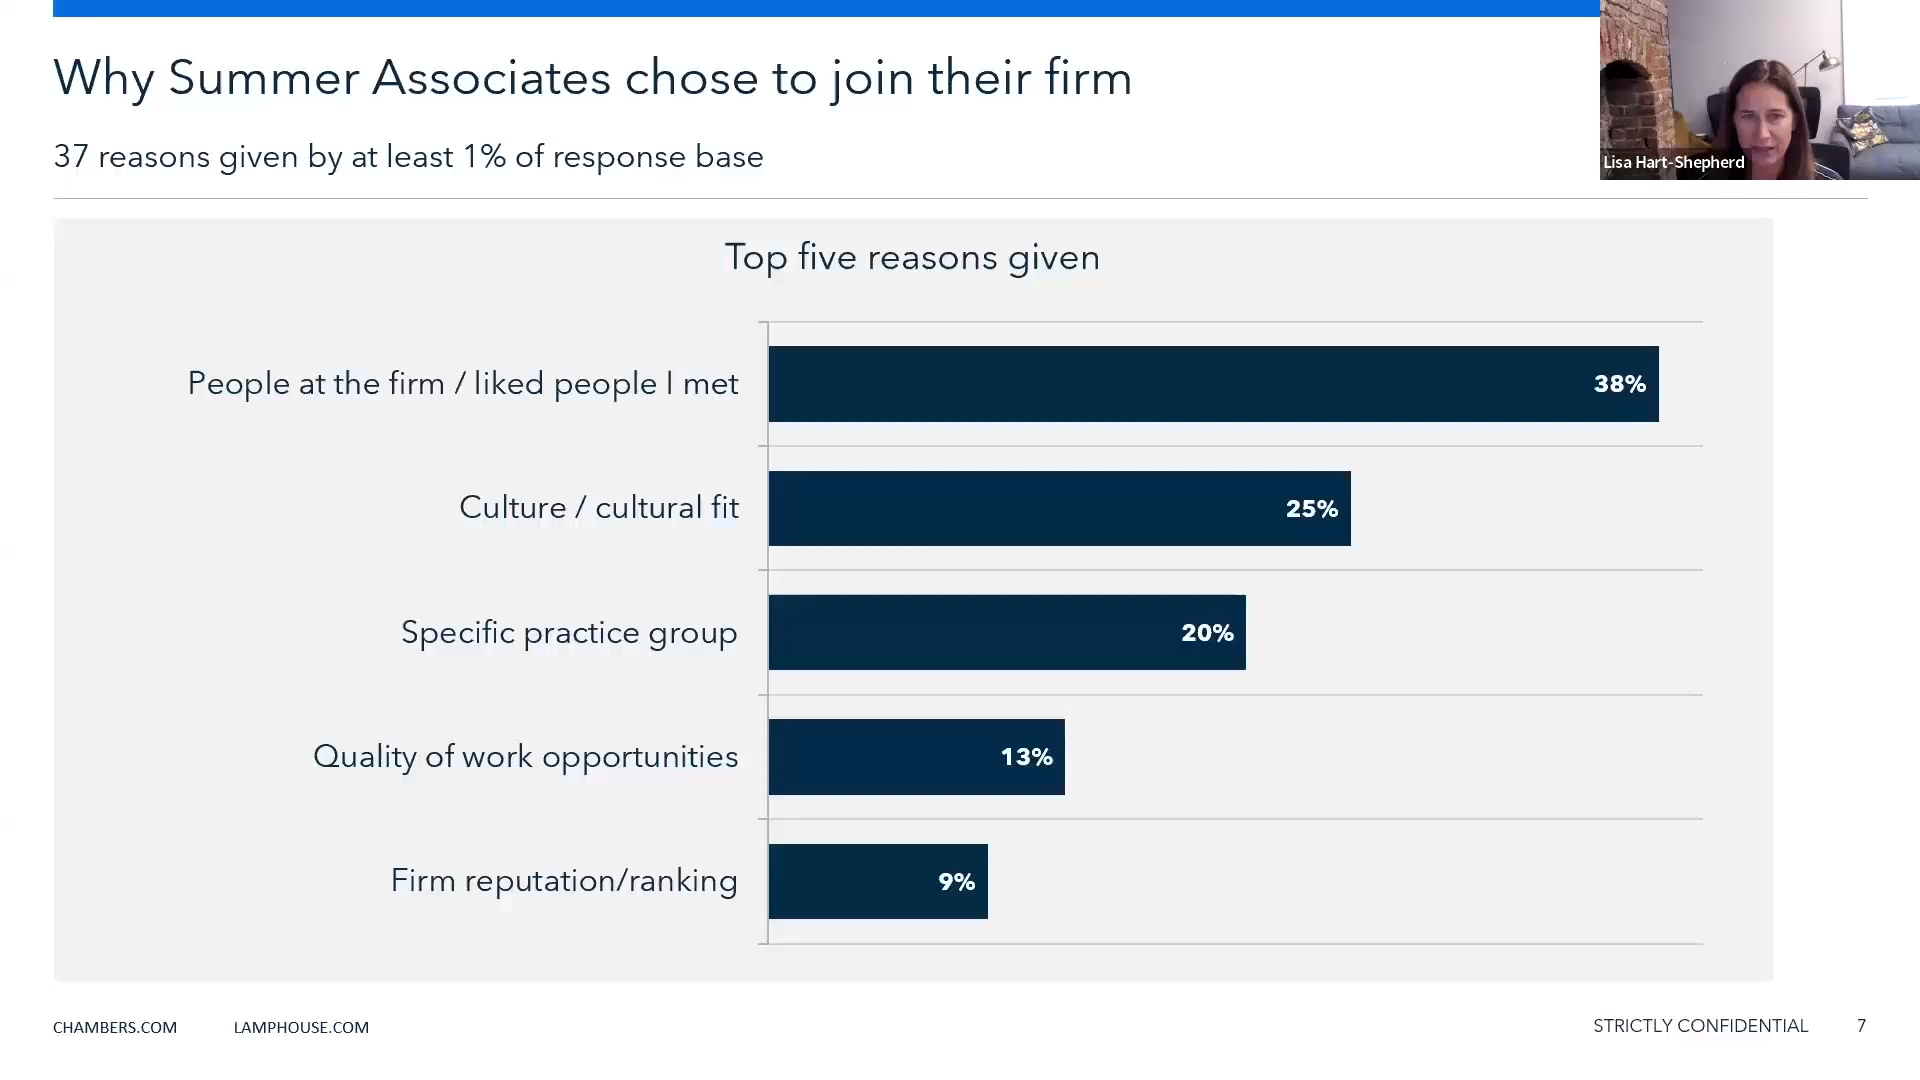 Why Summer Associates chose to join their firm
37 reasons given by at least 1% of response base
Lisa Hart-Shepherd
Top five reasons given
People at the firm / liked people I met
38%
Culture / cultural fit
25%
Specific practice group
20%
Quality of work opportunities
13%
Firm reputation/ranking
9%
CHAMBERS.COM
LAMPHOUSE.COM
STRICTLY CONFIDENTIAL
7